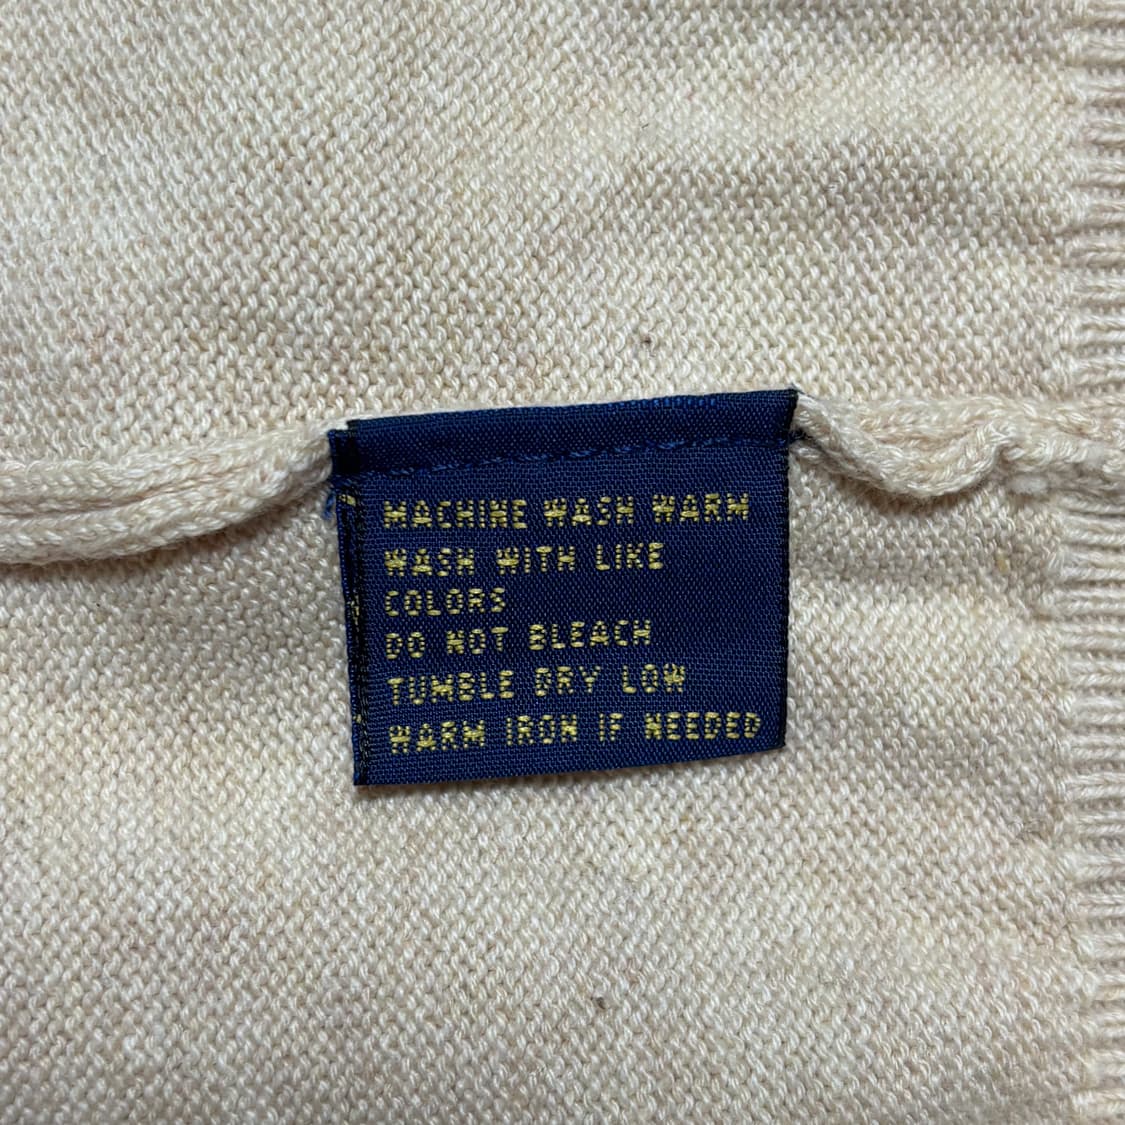 MACHINE WASH WARM
WASH WITH LIKE
COLORS
DO NOT BLEACH
TUMBLE DRY LOW
WARM IRON IF NEEDED